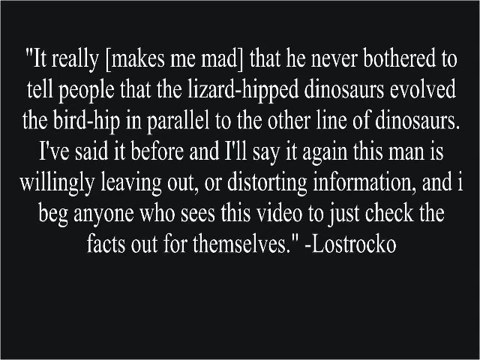 "It really [makes me mad] that he never bothered to
tell people that the lizard-hipped dinosaurs evolved
the bird-hip in parallel to the other line of dinosaurs.
I've said it before and I'll say it again this man is
willingly leaving out, or distorting information, and i
beg anyone who sees this video to just check the
facts out for themselves." -Lostrocko